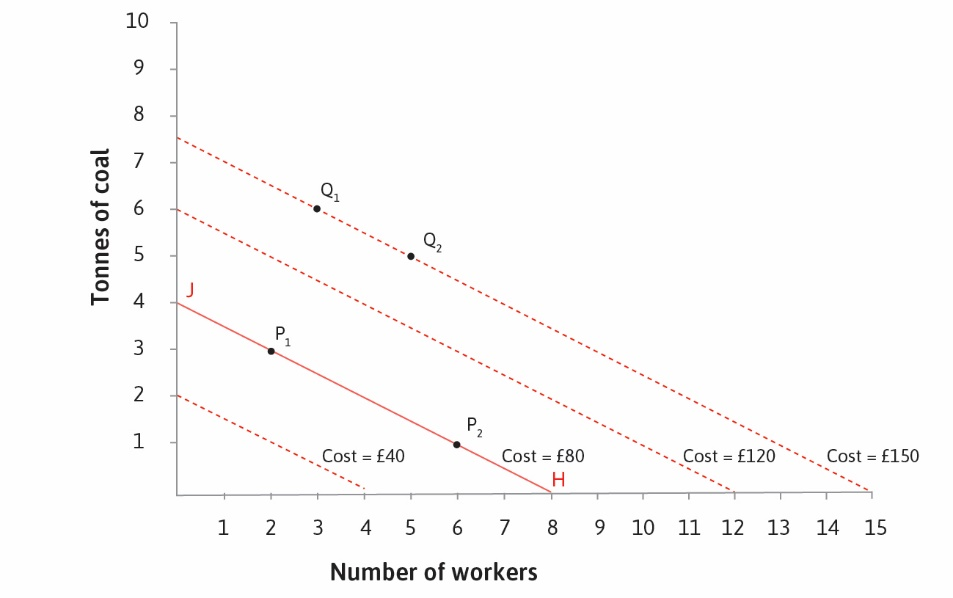 10
9
8
7
6
5
4
3
2
1
Tonnes of coal
Q1
Q2
J
P1
P2
Cost = £40
Cost = £80
Cost = £120
Cost = £150
H
1 2 3 4 5 6 7 8 9 10 11 12 13 14 15
Number of workers